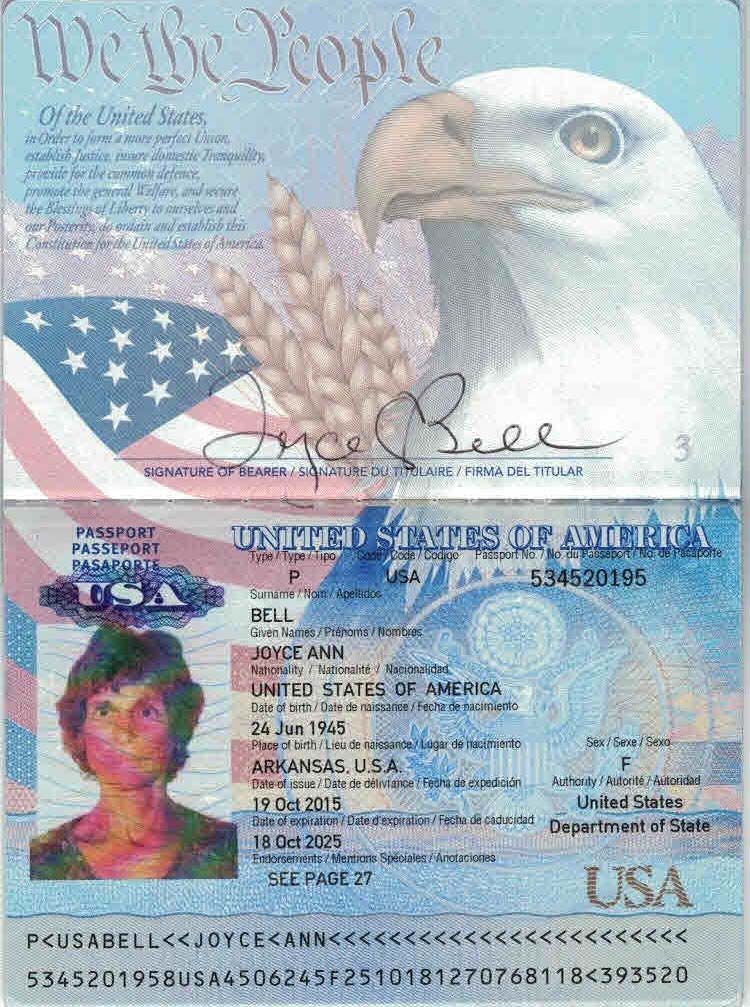 We the People
Of the United States,
in Order to form a more perfect Union,
establish Justice, insure domestic Tranquility,
provide for the common defence,
promote the general Welfare, and secure
the Blessings of Liberty to ourselves and
our Posterity, do ordain and establish this
Constitution for the United States of America.
Joyce Bell
3
SIGNATURE OF BEARER / SIGNATURE DU TITULAIRE / FIRMA DEL TITULAR
PASSPORT
PASSEPORT
PASAPORTE
USA
UNITED STATES OF AMERICA
Type / Type / Tipo Code / Code / Codigo Passport No. / No. du Passeport / No. de Pasaporte
P USA 534520195
Surname / Nom / Apellidos
BELL
Given Names / Prénoms / Nombres
JOYCE ANN
Nationality / Nationalité / Nacionalidad
UNITED STATES OF AMERICA
Date of birth / Date de naissance / Fecha de nacimiento
24 Jun 1945
Place of birth / Lieu de naissance / Lugar de nacimiento Sex / Sexe / Sexo
ARKANSAS, U.S.A. F
Date of issue / Date de délivrance / Fecha de expedición Authority / Autorité / Autoridad
19 Oct 2015 United States
Date of expiration / Date d'expiration / Fecha de caducidad Department of State
18 Oct 2025
Endorsements / Mentions Spéciales / Anotaciones
SEE PAGE 27
USA
P<USABELL<<JOYCE<ANN<<<<<<<<<<<<<<<<<<<<<<<<
5345201958USA4506245F2510181270768118<393520